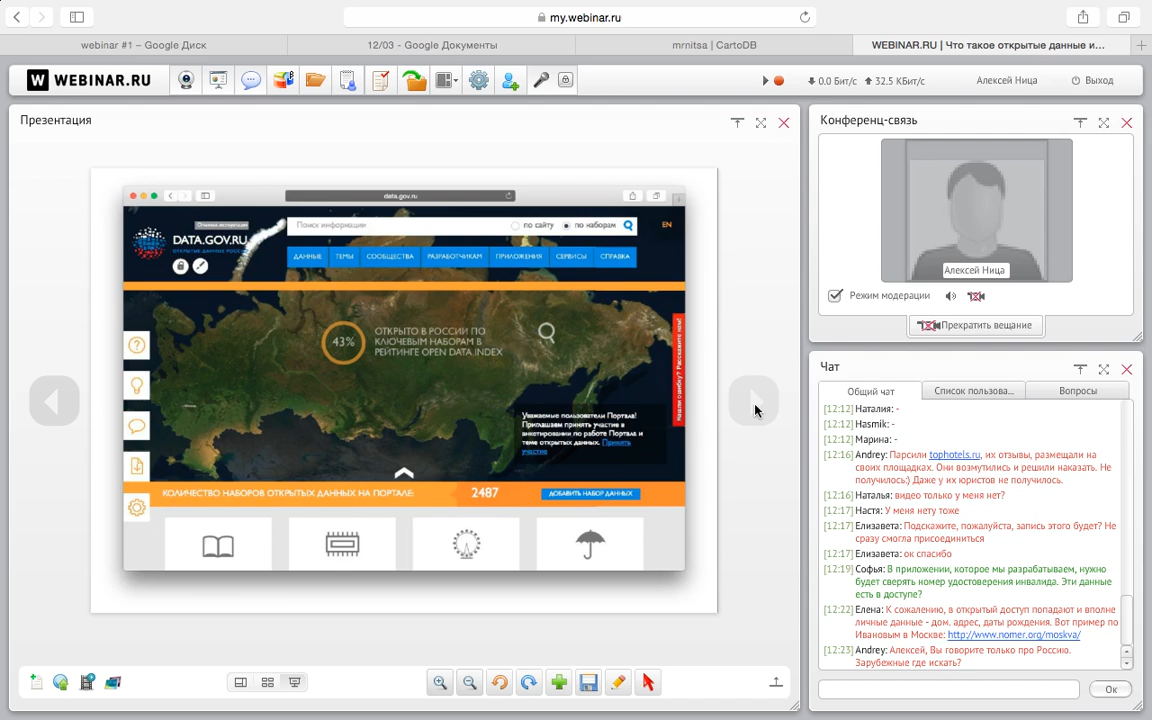 my.webinar.ru
webinar #1 – Google Диск
12/03 - Google Документы
mrnitsa | CartoDB
WEBINAR.RU | Что такое открытые данные и…
W WEBINAR.RU
0.0 Бит/с
32.5 КБит/с
Алексей Ница
Выход
Презентация
data.gov.ru
DATA.GOV.RU
Поиск информации
по сайту
по наборам
EN
ДАННЫЕ
ТЕМЫ
СООБЩЕСТВА
РАЗРАБОТЧИКАМ
ПРИЛОЖЕНИЯ
СЕРВИСЫ
СПРАВКА
43%
ОТКРЫТО В РОССИИ ПО
КЛЮЧЕВЫМ НАБОРАМ В
РЕЙТИНГЕ OPEN DATA INDEX
Нашли ошибку? Расскажите нам!
Уважаемые пользователи Портала!
Приглашаем принять участие в
анкетировании по работе Портала и
теме открытых данных. Принять
участие
КОЛИЧЕСТВО НАБОРОВ ОТКРЫТЫХ ДАННЫХ НА ПОРТАЛЕ:
2487
ДОБАВИТЬ НАБОР ДАННЫХ
Конференц-связь
Алексей Ница
Режим модерации
Прекратить вещание
Чат
Общий чат
Список пользова...
Вопросы
[12:12] Наталия: -
[12:12] Hasmik: -
[12:12] Марина: -
[12:16] Andrey: Парсили tophotels.ru, их отзывы, размещали на
своих площадках. Они возмутились и решили наказать. Не
получилось:) Даже у их юристов не получилось.
[12:16] Наталья: видео только у меня нет?
[12:17] Настя: У меня нету тоже
[12:17] Елизавета: Подскажите, пожалуйста, запись этого будет? Не
сразу смогла присоединиться
[12:17] Елизавета: ок спасибо
[12:19] Софья: В приложении, которое мы разрабатываем, нужно
будет сверять номер удостоверения инвалида. Эти данные
есть в доступе?
[12:22] Елена: К сожалению, в открытый доступ попадают и вполне
личные данные - дом. адрес, даты рождения. Вот пример по
Ивановым в Москве: http://www.nomer.org/moskva/
[12:23] Andrey: Алексей, Вы говорите только про Россию.
Зарубежные где искать?
Ок